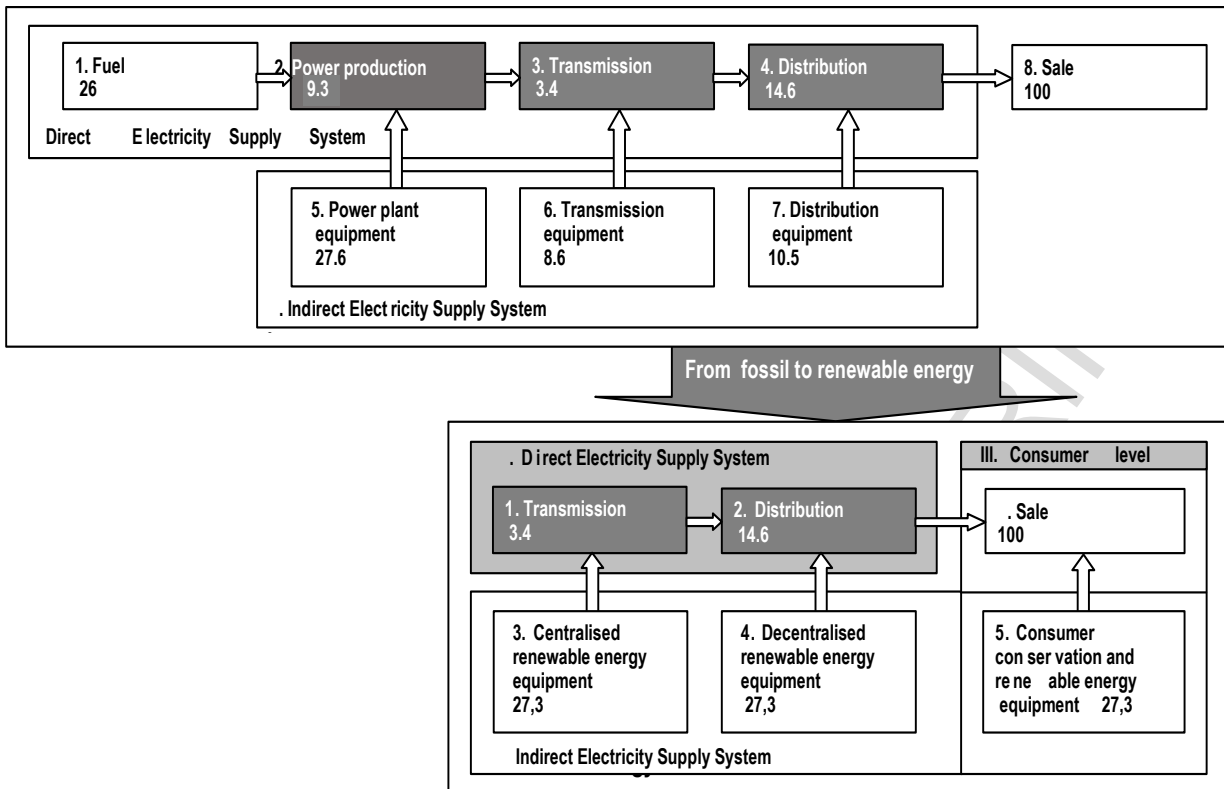 1. Fuel
26
2. Power production
9.3
3. Transmission
3.4
4. Distribution
14.6
8. Sale
100
Direct Electricity Supply System
5. Power plant
equipment
27.6
6. Transmission
equipment
8.6
7. Distribution
equipment
10.5
. Indirect Electricity Supply System
From fossil to renewable energy
. Direct Electricity Supply System
III. Consumer level
1. Transmission
3.4
2. Distribution
14.6
. Sale
100
3. Centralised
renewable energy
equipment
27,3
4. Decentralised
renewable energy
equipment
27,3
5. Consumer
conservation and
rene able energy
equipment 27,3
Indirect Electricity Supply System